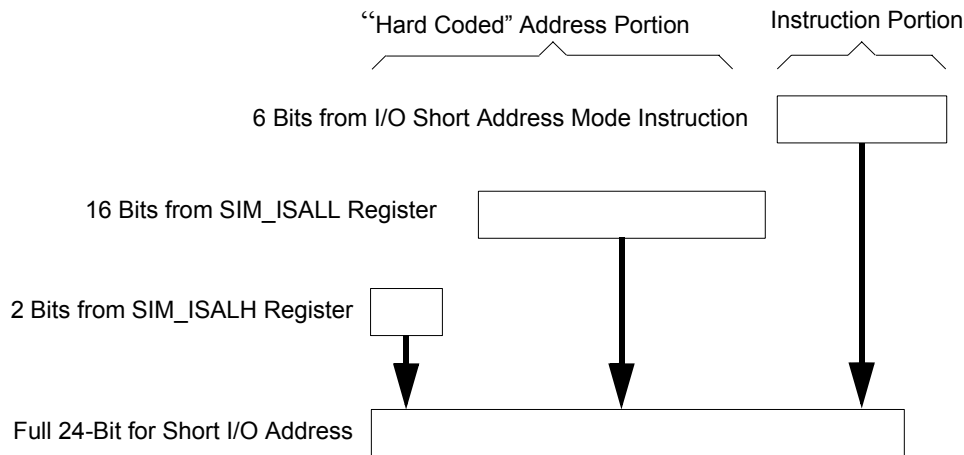 “Hard Coded” Address Portion
Instruction Portion
6 Bits from I/O Short Address Mode Instruction
16 Bits from SIM_ISALL Register
2 Bits from SIM_ISALH Register
Full 24-Bit for Short I/O Address